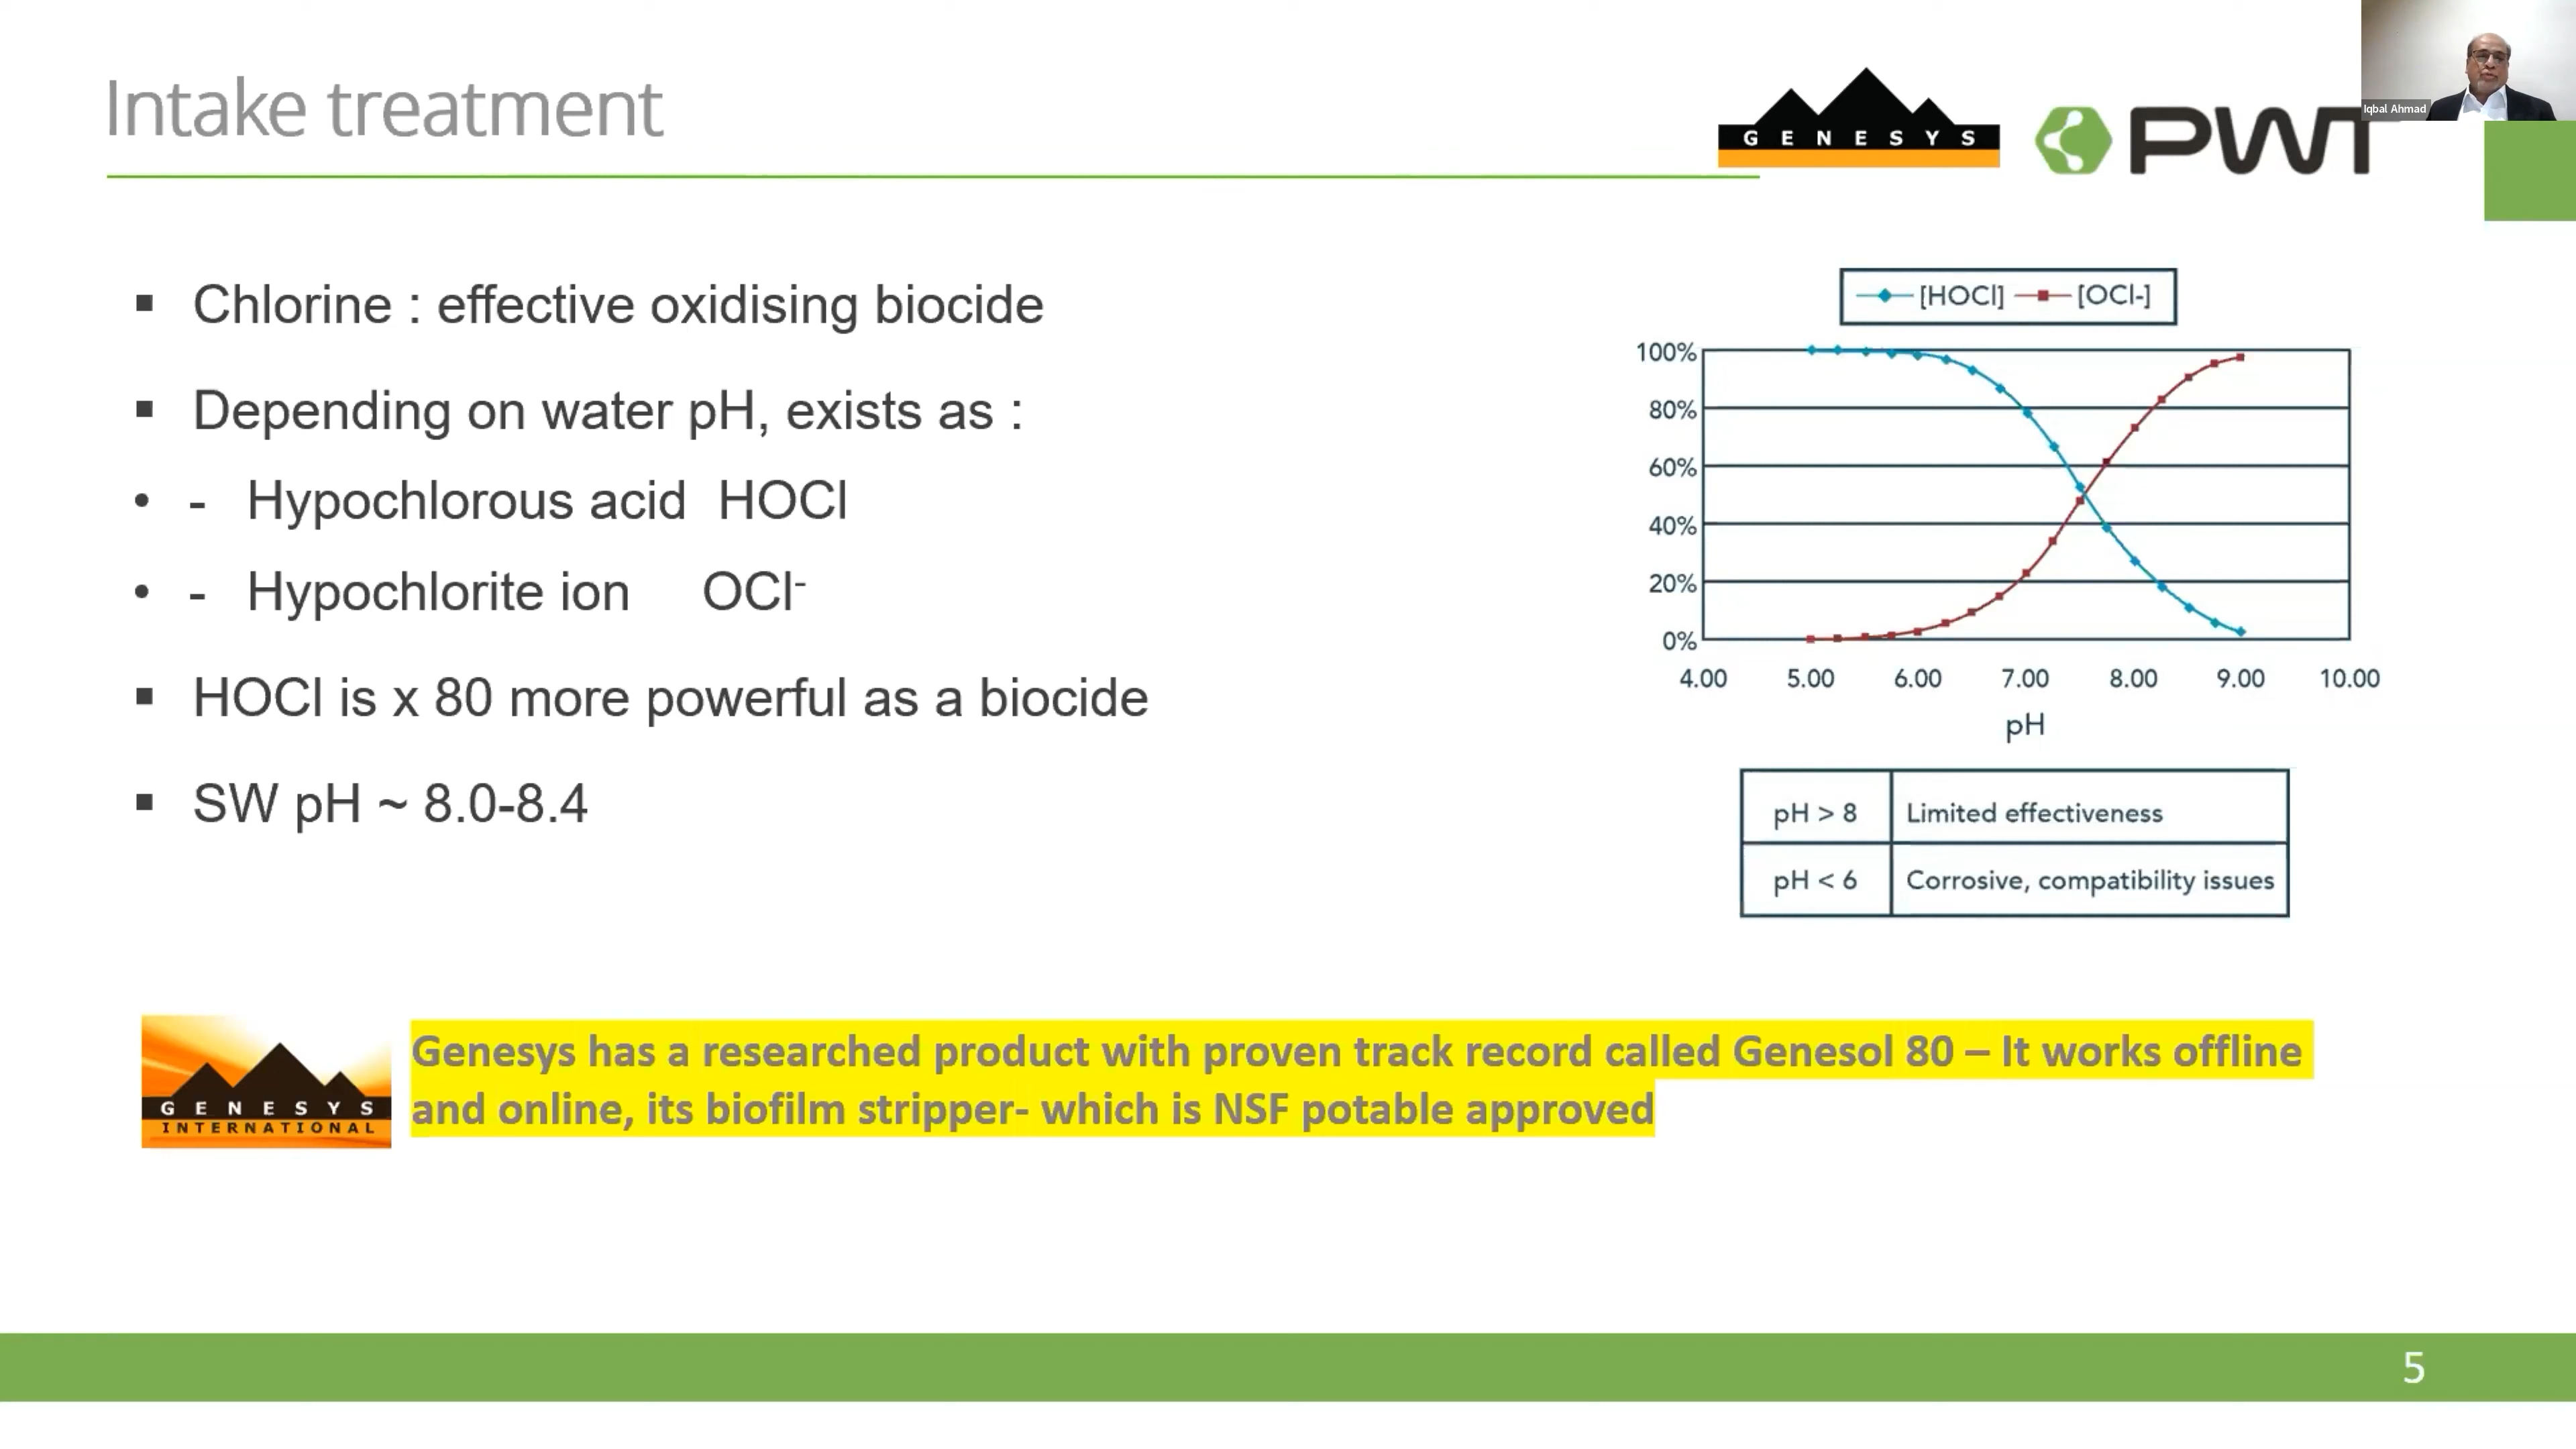 Intake treatment
GENESYS
PWT
Iqbal Ahmad
▪ Chlorine : effective oxidising biocide
▪ Depending on water pH, exists as :
• - Hypochlorous acid HOCl
• - Hypochlorite ion OCl⁻
▪ HOCl is x 80 more powerful as a biocide
▪ SW pH ~ 8.0-8.4
[HOCl] [OCl-]
100%
80%
60%
40%
20%
0%
4.00 5.00 6.00 7.00 8.00 9.00 10.00
pH
pH > 8 Limited effectiveness
pH < 6 Corrosive, compatibility issues
GENESYS
INTERNATIONAL
Genesys has a researched product with proven track record called Genesol 80 – It works offline
and online, its biofilm stripper- which is NSF potable approved
5